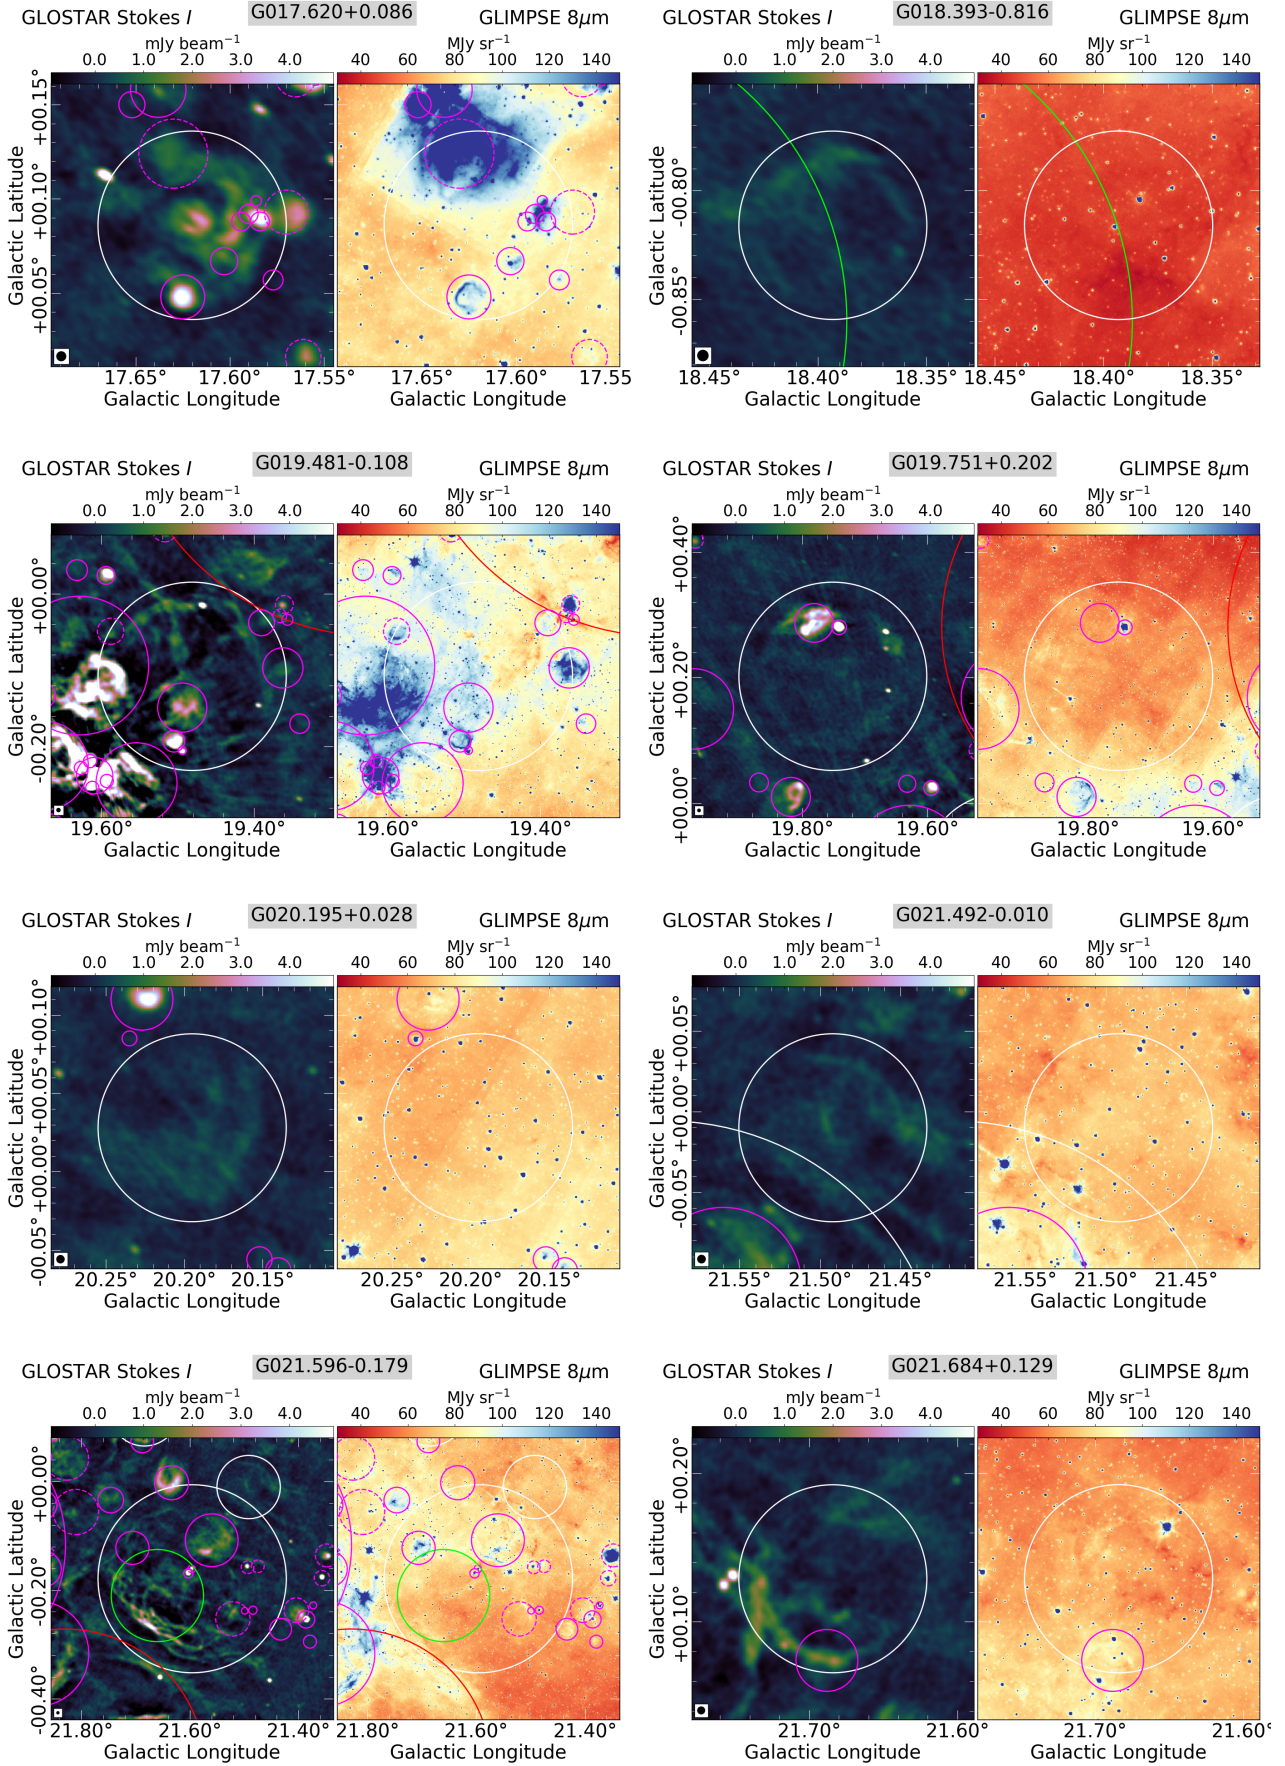 GLOSTAR Stokes I G017.620+0.086 GLIMPSE 8μm
mJy beam⁻¹ MJy sr⁻¹
0.0 1.0 2.0 3.0 4.0 40 60 80 100 120 140
Galactic Latitude
+00.15°
+00.10°
+00.05°
17.65° 17.60° 17.55° 17.65° 17.60° 17.55°
Galactic Longitude Galactic Longitude
GLOSTAR Stokes I G018.393-0.816 GLIMPSE 8μm
mJy beam⁻¹ MJy sr⁻¹
0.0 1.0 2.0 3.0 4.0 40 60 80 100 120 140
Galactic Latitude
-00.80°
-00.85°
18.45° 18.40° 18.35° 18.45° 18.40° 18.35°
Galactic Longitude Galactic Longitude
GLOSTAR Stokes I G019.481-0.108 GLIMPSE 8μm
mJy beam⁻¹ MJy sr⁻¹
0.0 1.0 2.0 3.0 4.0 40 60 80 100 120 140
Galactic Latitude
+00.00°
-00.20°
19.60° 19.40° 19.60° 19.40°
Galactic Longitude Galactic Longitude
GLOSTAR Stokes I G019.751+0.202 GLIMPSE 8μm
mJy beam⁻¹ MJy sr⁻¹
0.0 1.0 2.0 3.0 4.0 40 60 80 100 120 140
Galactic Latitude
+00.40°
+00.20°
+00.00°
19.80° 19.60° 19.80° 19.60°
Galactic Longitude Galactic Longitude
GLOSTAR Stokes I G020.195+0.028 GLIMPSE 8μm
mJy beam⁻¹ MJy sr⁻¹
0.0 1.0 2.0 3.0 4.0 40 60 80 100 120 140
Galactic Latitude
+00.10°
+00.05°
+00.00°
-00.05°
20.25° 20.20° 20.15° 20.25° 20.20° 20.15°
Galactic Longitude Galactic Longitude
GLOSTAR Stokes I G021.492-0.010 GLIMPSE 8μm
mJy beam⁻¹ MJy sr⁻¹
0.0 1.0 2.0 3.0 4.0 40 60 80 100 120 140
Galactic Latitude
+00.05°
+00.00°
-00.05°
21.55° 21.50° 21.45° 21.55° 21.50° 21.45°
Galactic Longitude Galactic Longitude
GLOSTAR Stokes I G021.596-0.179 GLIMPSE 8μm
mJy beam⁻¹ MJy sr⁻¹
0.0 1.0 2.0 3.0 4.0 40 60 80 100 120 140
Galactic Latitude
+00.00°
-00.20°
-00.40°
21.80° 21.60° 21.40° 21.80° 21.60° 21.40°
Galactic Longitude Galactic Longitude
GLOSTAR Stokes I G021.684+0.129 GLIMPSE 8μm
mJy beam⁻¹ MJy sr⁻¹
0.0 1.0 2.0 3.0 4.0 40 60 80 100 120 140
Galactic Latitude
+00.20°
+00.10°
21.70° 21.60° 21.70° 21.60°
Galactic Longitude Galactic Longitude